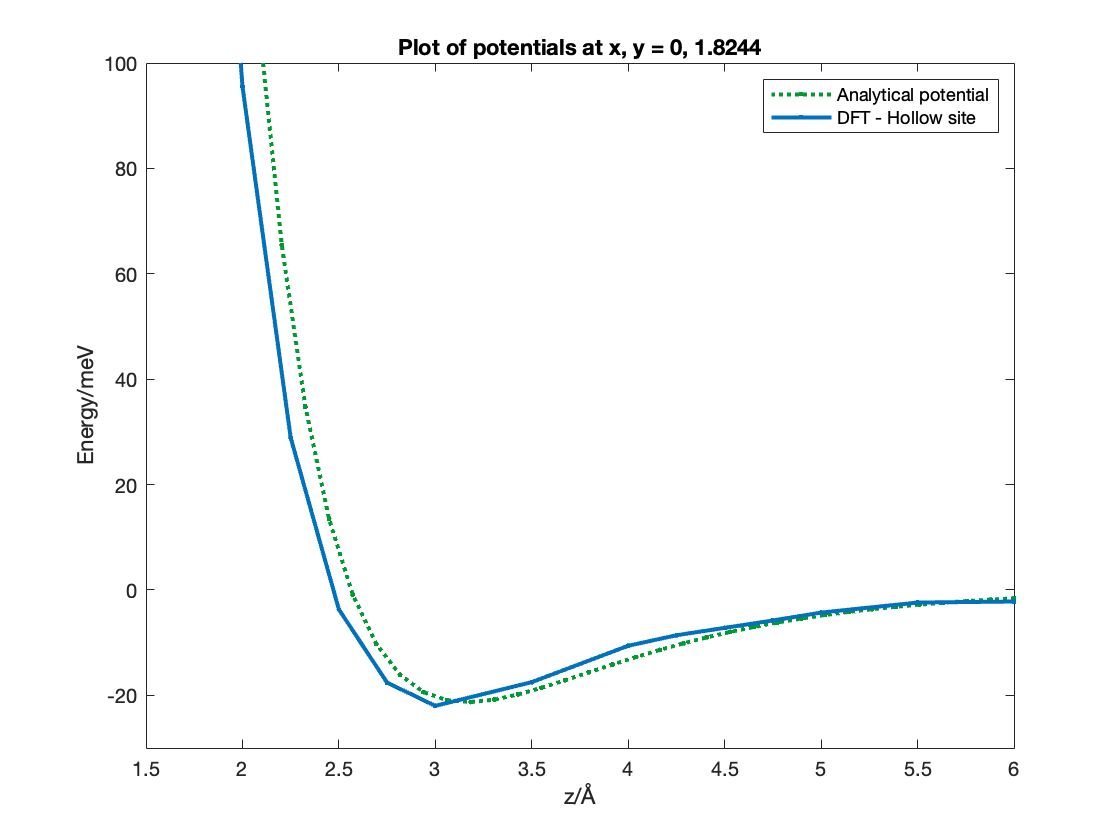 Plot of potentials at x, y = 0, 1.8244
Analytical potential
DFT - Hollow site
100
80
60
40
20
0
-20
Energy/meV
1.5 2 2.5 3 3.5 4 4.5 5 5.5 6
z/Å